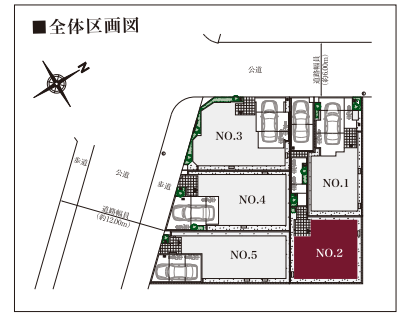 ■全体区画図
N
公道
道路幅員
(約6.00m)
NO.3
NO.1
歩道
公道
歩道
NO.4
道路幅員
(約12.00m)
NO.5
NO.2